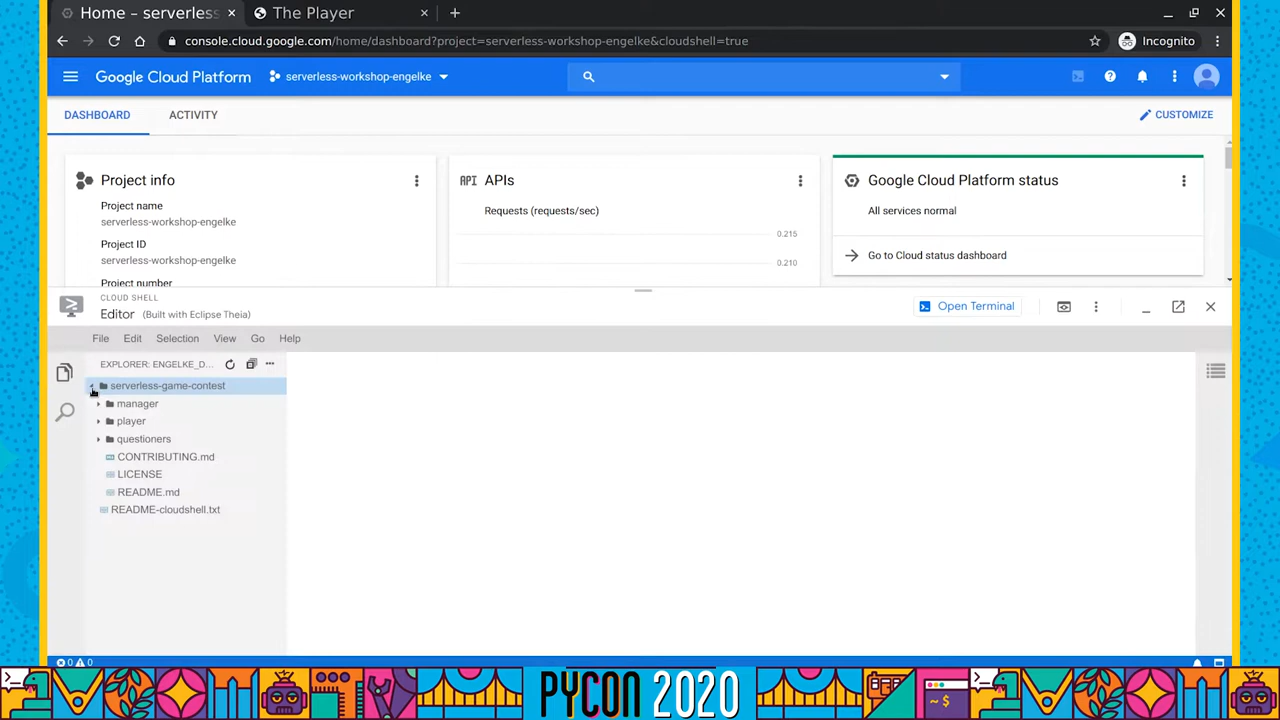 Home – serverless
The Player
console.cloud.google.com/home/dashboard?project=serverless-workshop-engelke&cloudshell=true
Incognito
Google Cloud Platform
serverless-workshop-engelke
DASHBOARD
ACTIVITY
CUSTOMIZE
Project info
Project name
serverless-workshop-engelke
Project ID
serverless-workshop-engelke
Project number
API APIs
Requests (requests/sec)
0.215
0.210
Google Cloud Platform status
All services normal
Go to Cloud status dashboard
CLOUD SHELL
Editor (Built with Eclipse Theia)
Open Terminal
File Edit Selection View Go Help
EXPLORER: ENGELKE_D...
serverless-game-contest
manager
player
questioners
CONTRIBUTING.md
LICENSE
README.md
README-cloudshell.txt
0 0
PYCON 2020
~ $